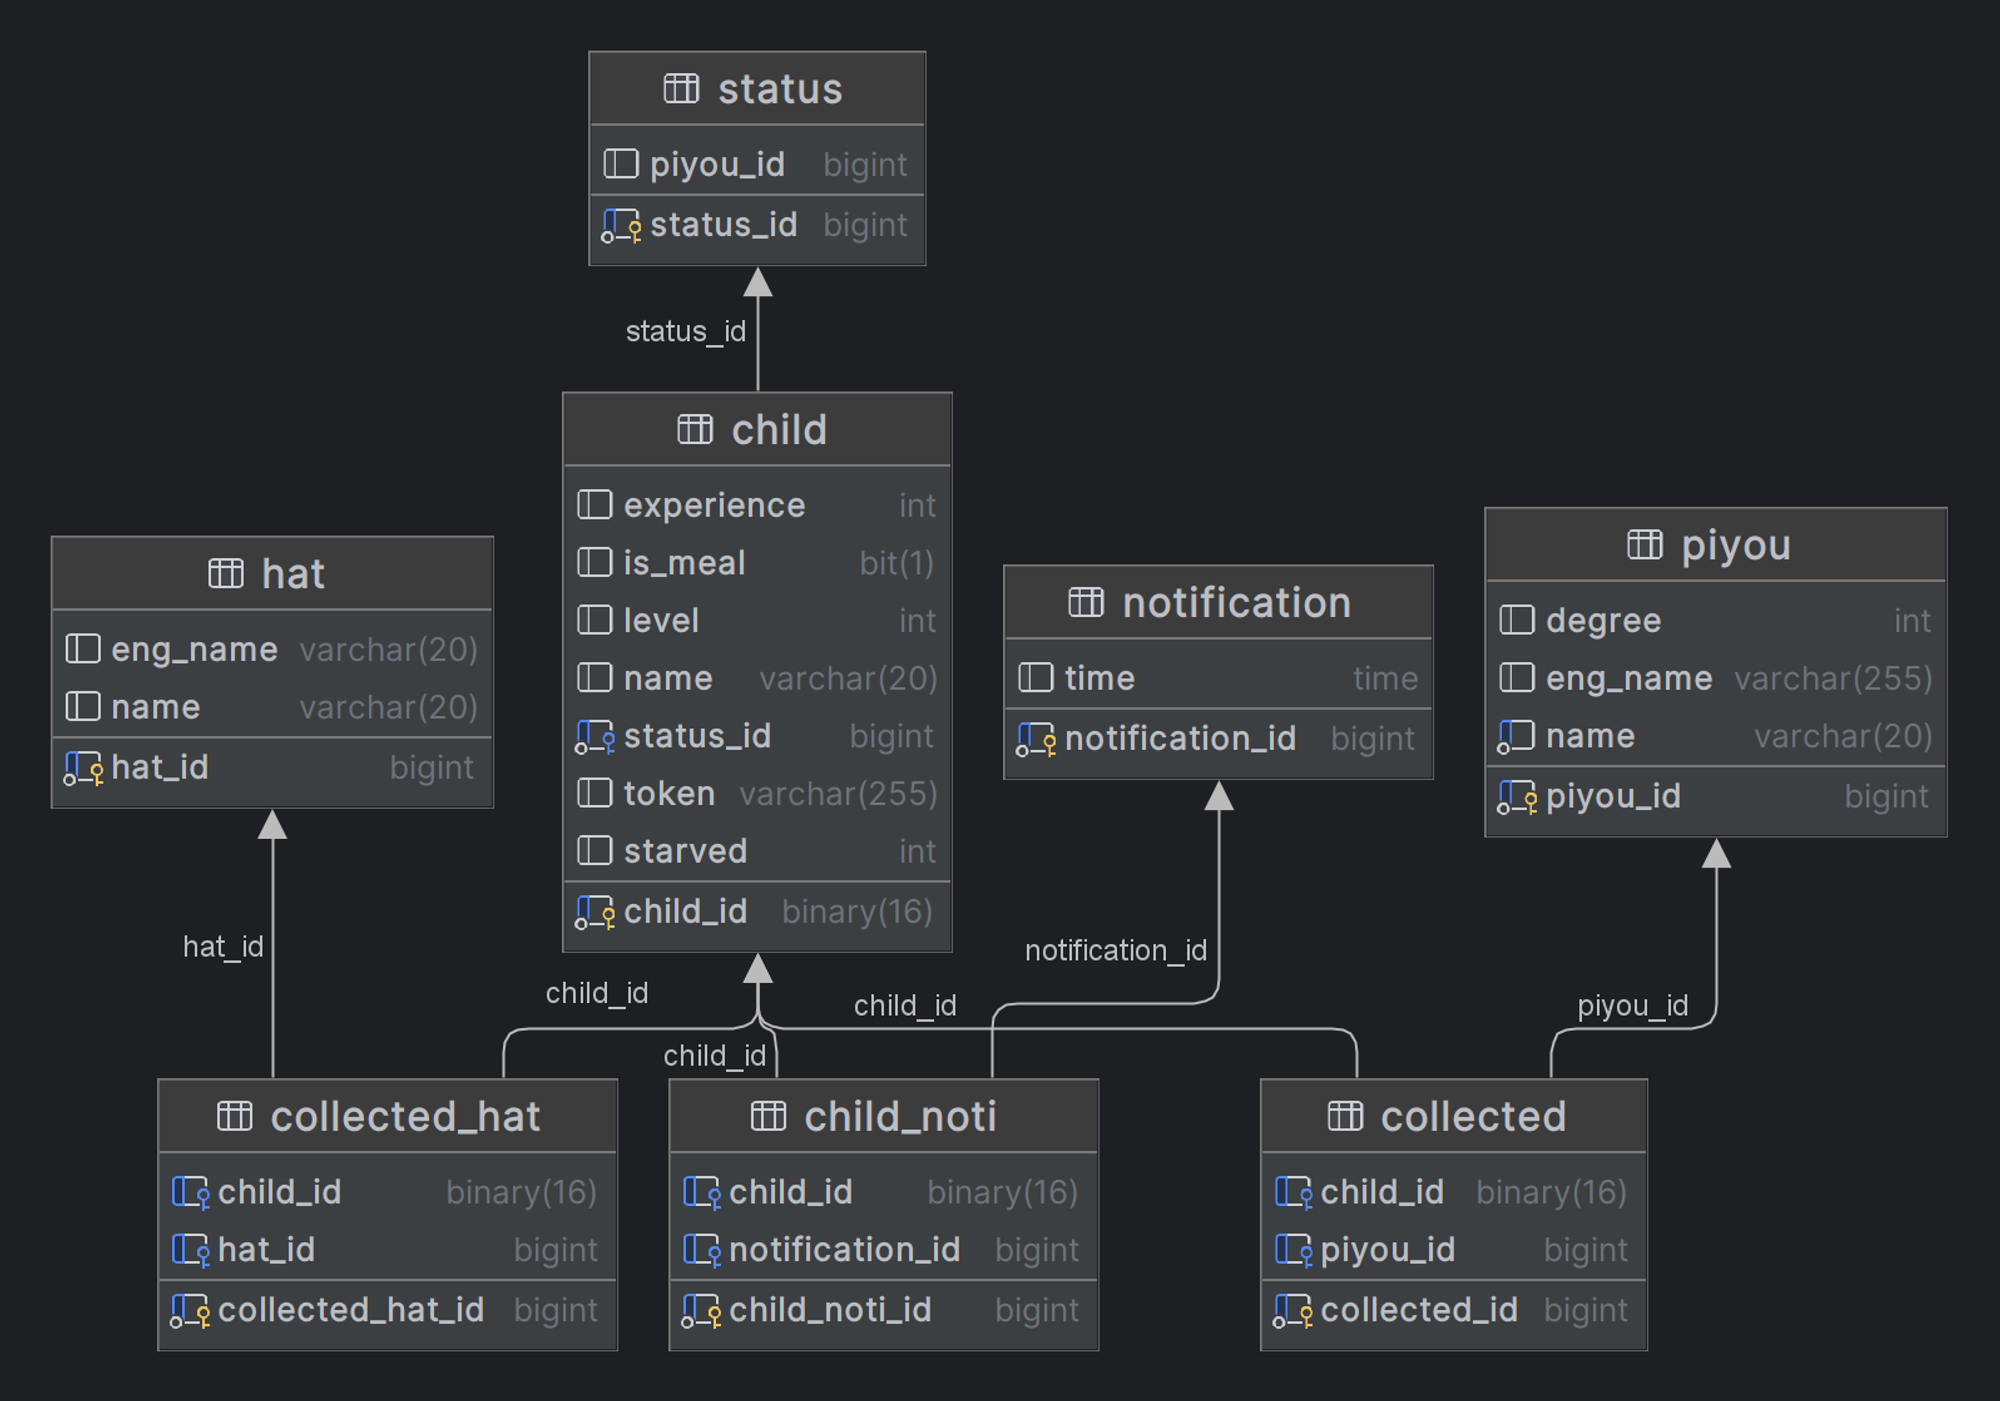 status
piyou_id bigint
status_id bigint
status_id
child
experience int
is_meal bit(1)
level int
name varchar(20)
status_id bigint
token varchar(255)
starved int
child_id binary(16)
hat
eng_name varchar(20)
name varchar(20)
hat_id bigint
notification
time time
notification_id bigint
piyou
degree int
eng_name varchar(255)
name varchar(20)
piyou_id bigint
hat_id
child_id
child_id
child_id
notification_id
piyou_id
collected_hat
child_id binary(16)
hat_id bigint
collected_hat_id bigint
child_noti
child_id binary(16)
notification_id bigint
child_noti_id bigint
collected
child_id binary(16)
piyou_id bigint
collected_id bigint